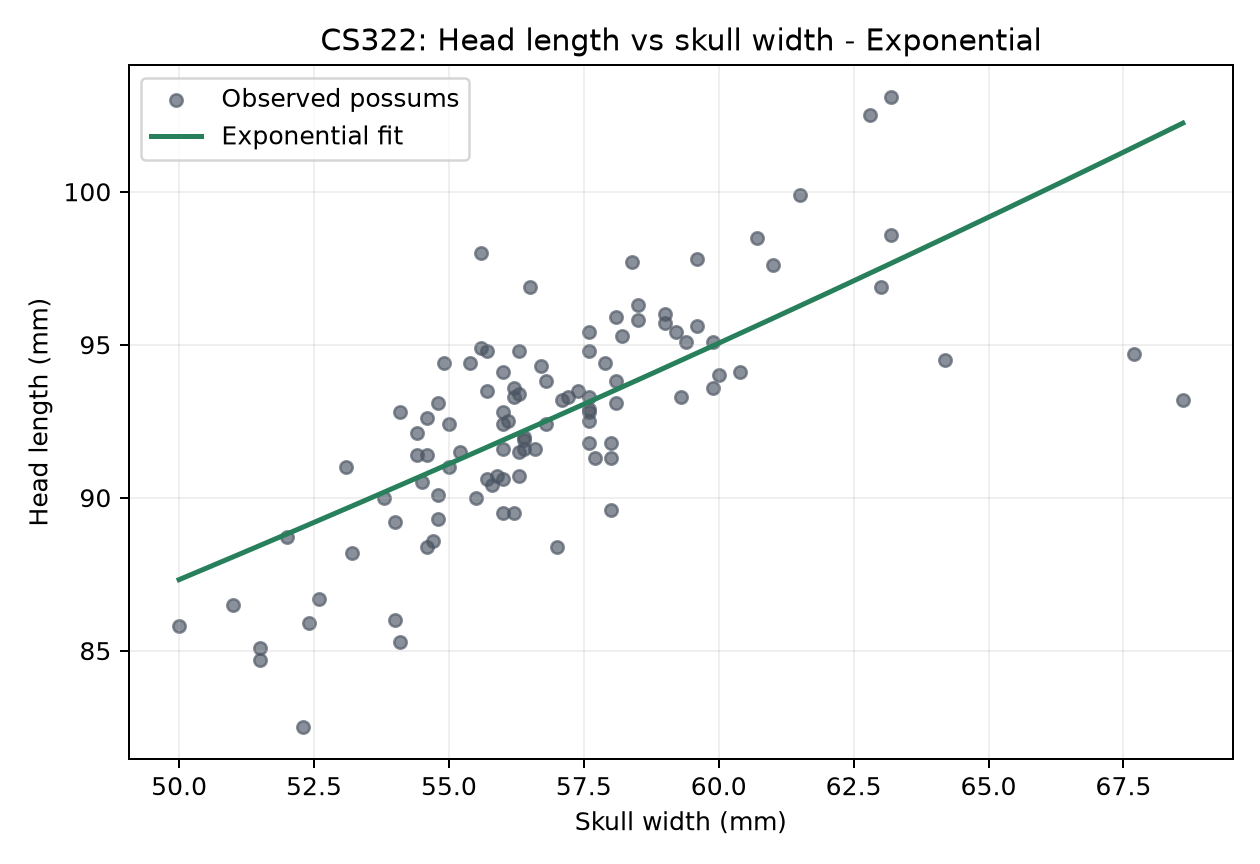 CS322: Head length vs skull width - Exponential
Observed possums
Exponential fit
Head length (mm)
100
95
90
85
50.0 52.5 55.0 57.5 60.0 62.5 65.0 67.5
Skull width (mm)